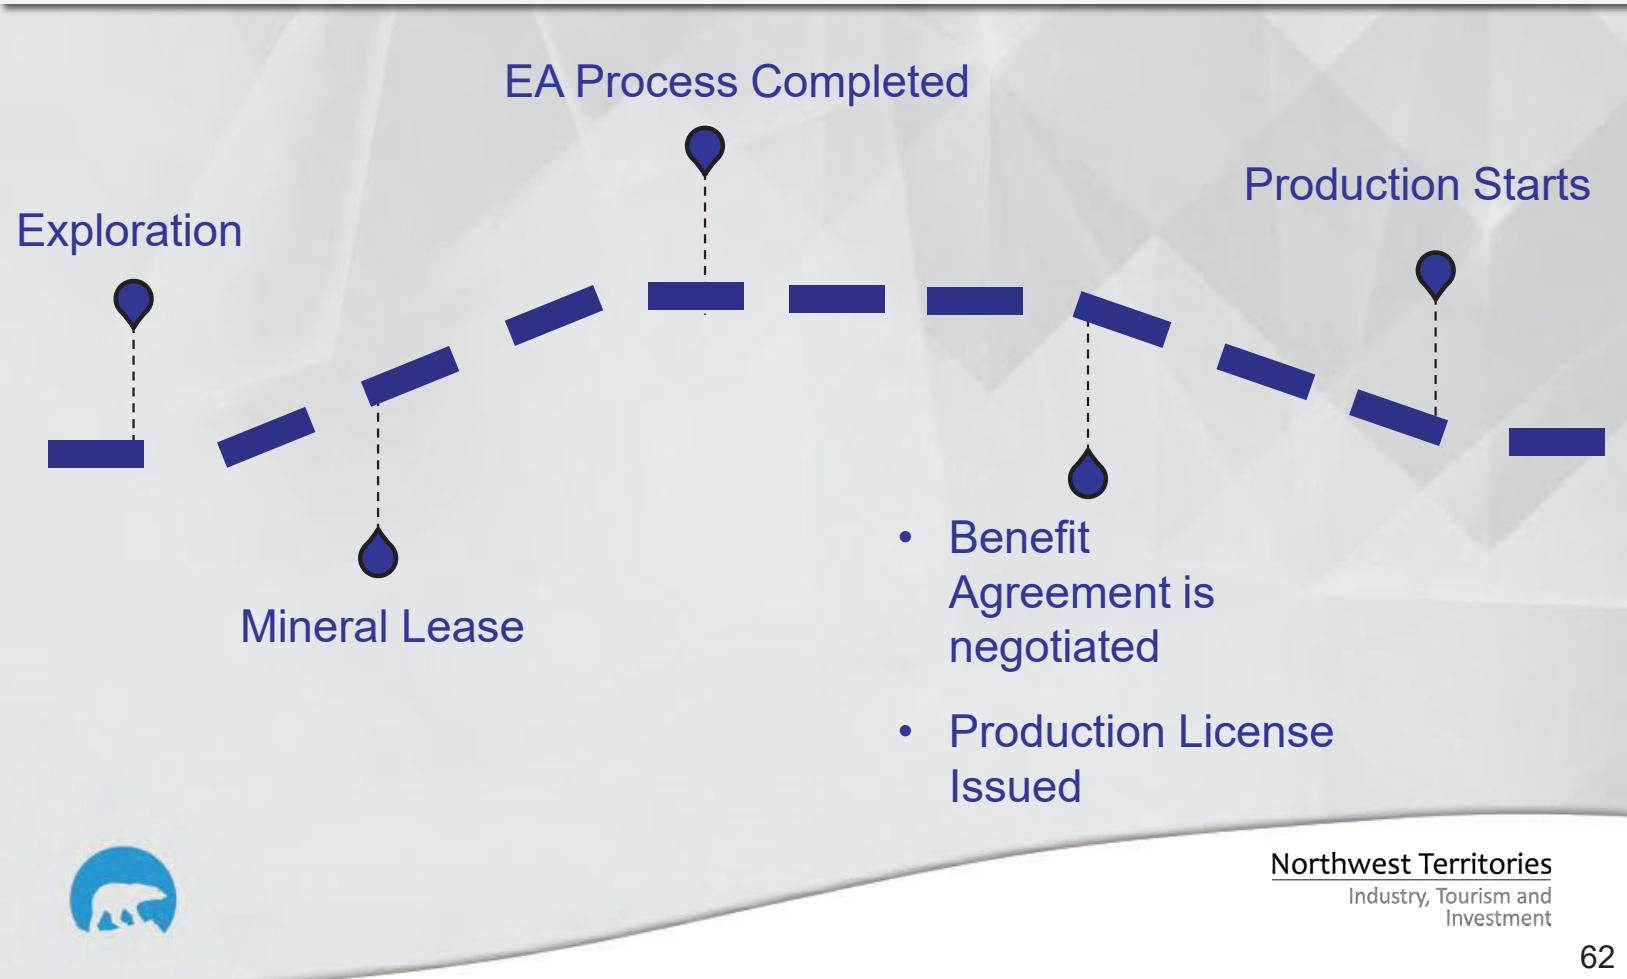 EA Process Completed
Production Starts
Exploration
Mineral Lease
• Benefit
Agreement is
negotiated
• Production License
Issued
Northwest Territories
Industry, Tourism and
Investment
62